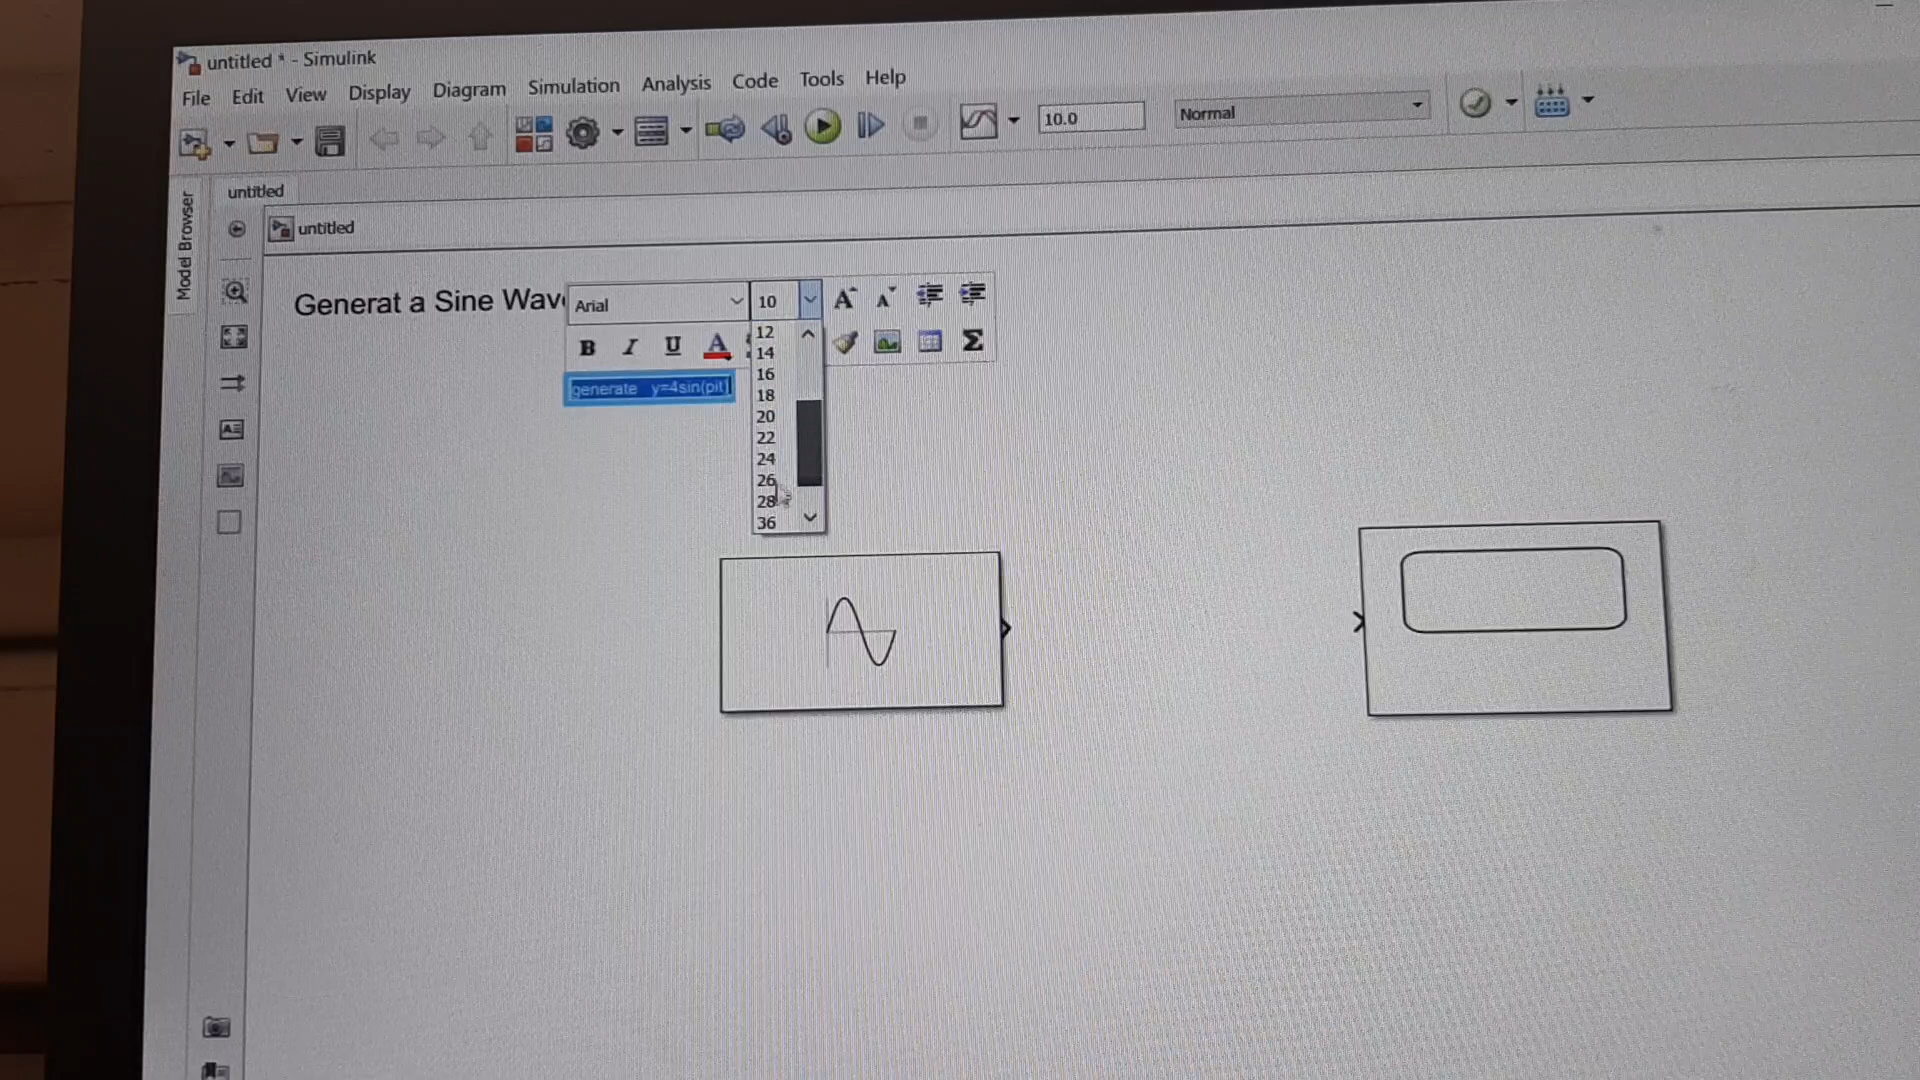 untitled * - Simulink
File Edit View Display Diagram Simulation Analysis Code Tools Help
10.0 Normal
Model Browser
untitled
untitled
Generat a Sine Wav
Arial 10
B I U A
generate y=4sin(pit)
12
14
16
18
20
22
24
26
28
36